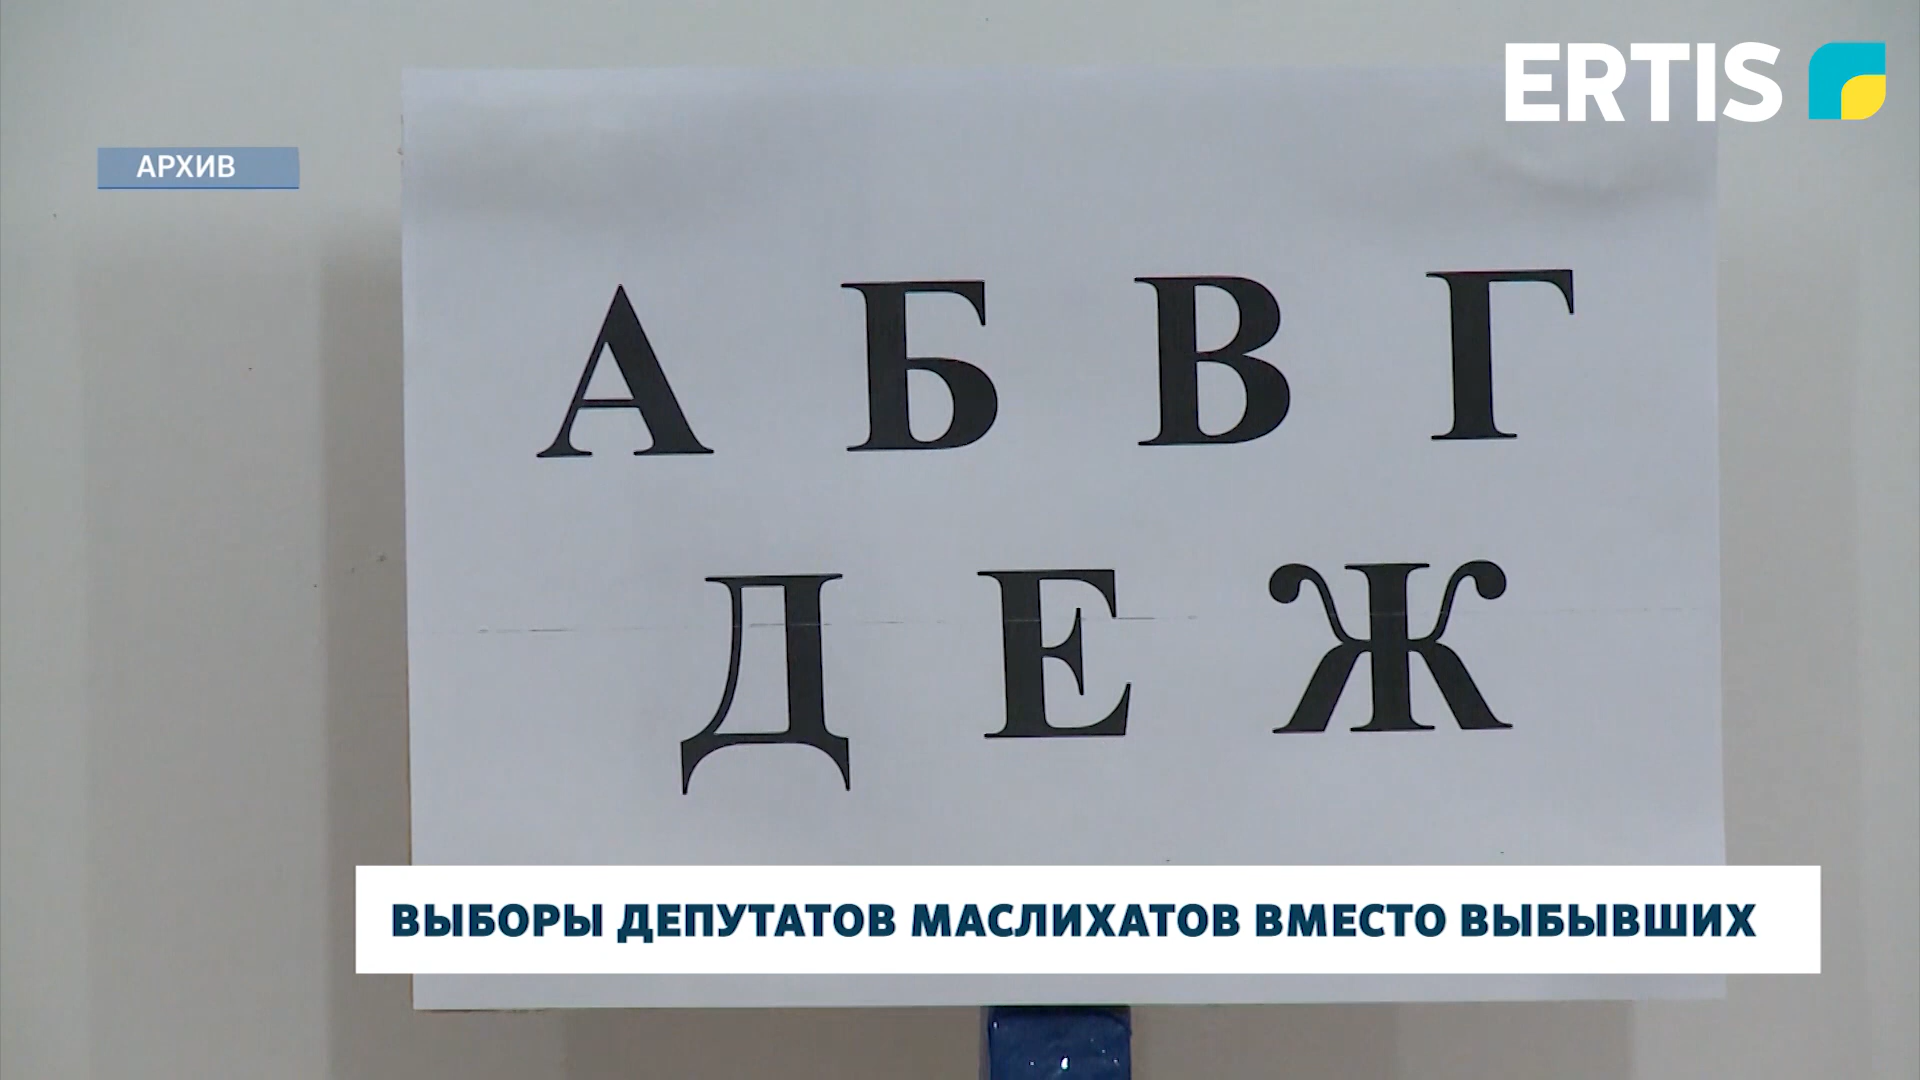 ERTIS
АРХИВ
А Б В Г
Д Е Ж
ВЫБОРЫ ДЕПУТАТОВ МАСЛИХАТОВ ВМЕСТО ВЫБЫВШИХ